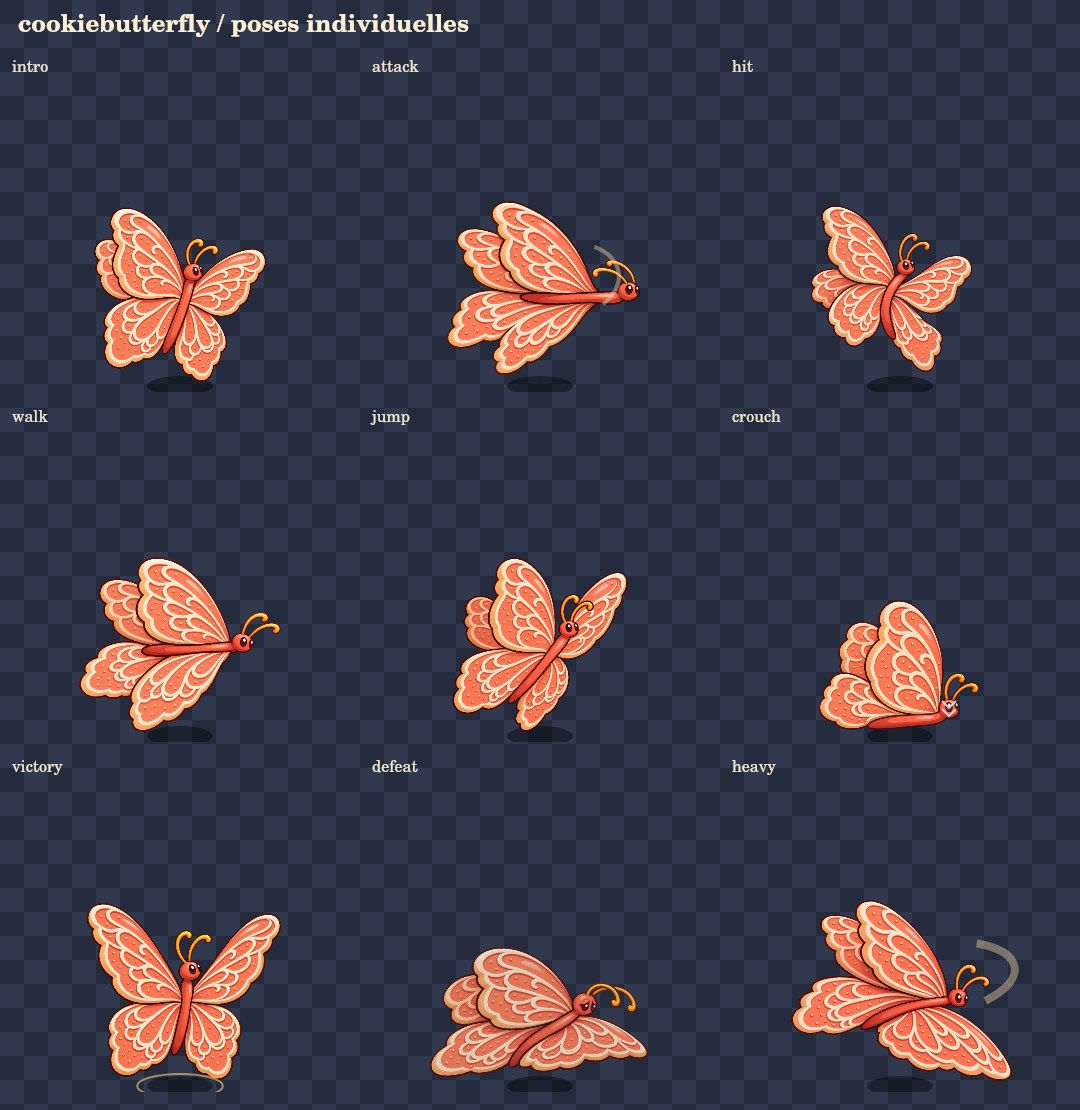 cookiebutterfly / poses individuelles
intro
attack
hit
walk
jump
crouch
victory
defeat
heavy